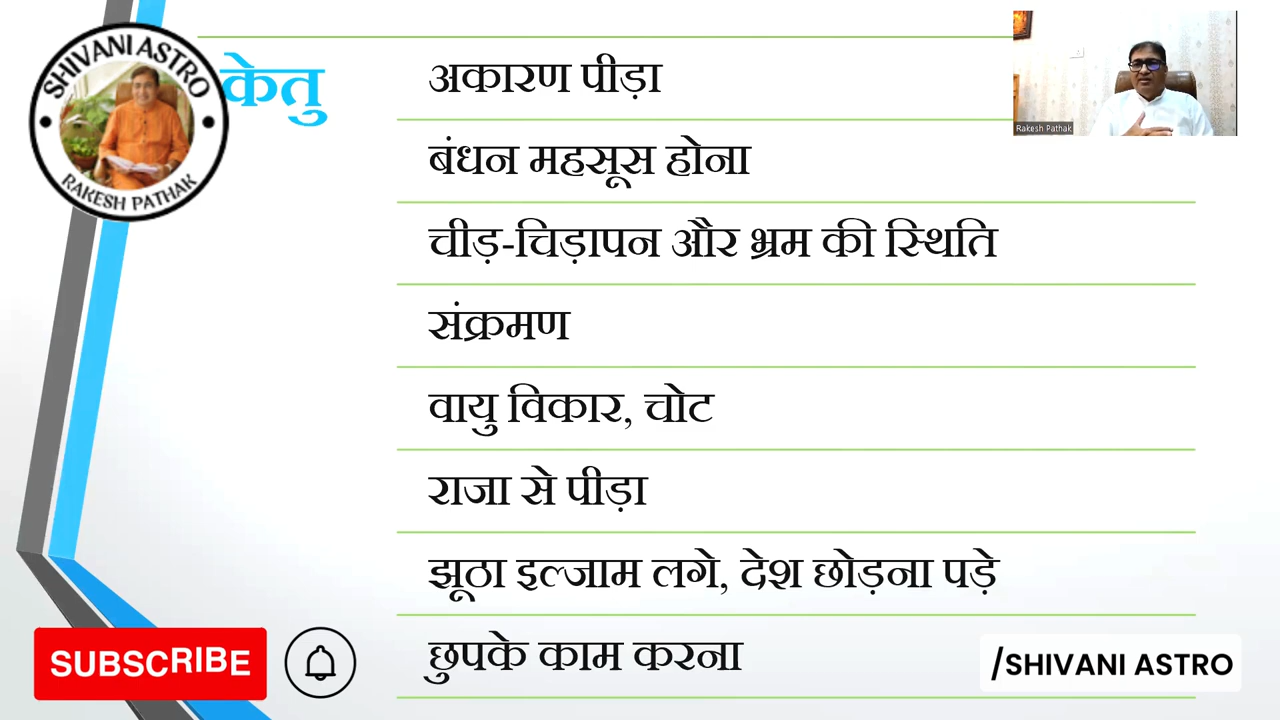 SHIVANI ASTRO
RAKESH PATHAK
केतु
अकारण पीड़ा
Rakesh Pathak
बंधन महसूस होना
चीड़-चिड़ापन और भ्रम की स्थिति
संक्रमण
वायु विकार, चोट
राजा से पीड़ा
झूठा इल्जाम लगे, देश छोड़ना पड़े
छुपके काम करना
SUBSCRIBE
/SHIVANI ASTRO